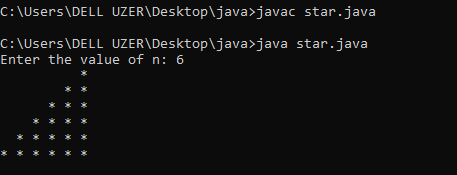 C:\Users\DELL UZER\Desktop\java>javac star.java
C:\Users\DELL UZER\Desktop\java>java star.java
Enter the value of n: 6
          *
        * *
      * * *
    * * * *
  * * * * *
* * * * * *